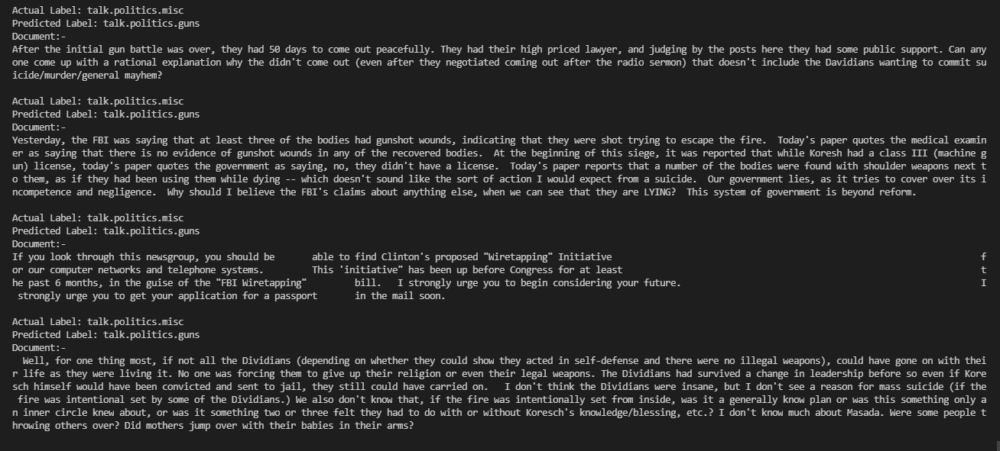 Actual Label: talk.politics.misc
Predicted Label: talk.politics.guns
Document:-
After the initial gun battle was over, they had 50 days to come out peacefully. They had their high priced lawyer, and judging by the posts here they had some public support. Can any
one come up with a rational explanation why the didn't come out (even after they negotiated coming out after the radio sermon) that doesn't include the Davidians wanting to commit su
icide/murder/general mayhem?

Actual Label: talk.politics.misc
Predicted Label: talk.politics.guns
Document:-
Yesterday, the FBI was saying that at least three of the bodies had gunshot wounds, indicating that they were shot trying to escape the fire.  Today's paper quotes the medical examin
er as saying that there is no evidence of gunshot wounds in any of the recovered bodies.  At the beginning of this siege, it was reported that while Koresh had a class III (machine g
un) license, today's paper quotes the government as saying, no, they didn't have a license.  Today's paper reports that a number of the bodies were found with shoulder weapons next t
o them, as if they had been using them while dying -- which doesn't sound like the sort of action I would expect from a suicide.  Our government lies, as it tries to cover over its i
ncompetence and negligence.  Why should I believe the FBI's claims about anything else, when we can see that they are LYING?  This system of government is beyond reform.

Actual Label: talk.politics.misc
Predicted Label: talk.politics.guns
Document:-
If you look through this newsgroup, you should be       able to find Clinton's proposed "Wiretapping" Initiative                                                                     f
or our computer networks and telephone systems.         This 'initiative" has been up before Congress for at least                                                                   t
he past 6 months, in the guise of the "FBI Wiretapping"         bill.   I strongly urge you to begin considering your future.                                                        I
 strongly urge you to get your application for a passport       in the mail soon.

Actual Label: talk.politics.misc
Predicted Label: talk.politics.guns
Document:-
  Well, for one thing most, if not all the Dividians (depending on whether they could show they acted in self-defense and there were no illegal weapons), could have gone on with thei
r life as they were living it. No one was forcing them to give up their religion or even their legal weapons. The Dividians had survived a change in leadership before so even if Kore
sch himself would have been convicted and sent to jail, they still could have carried on.   I don't think the Dividians were insane, but I don't see a reason for mass suicide (if the
 fire was intentional set by some of the Dividians.) We also don't know that, if the fire was intentionally set from inside, was it a generally know plan or was this something only a
n inner circle knew about, or was it something two or three felt they had to do with or without Koresch's knowledge/blessing, etc.? I don't know much about Masada. Were some people t
hrowing others over? Did mothers jump over with their babies in their arms?